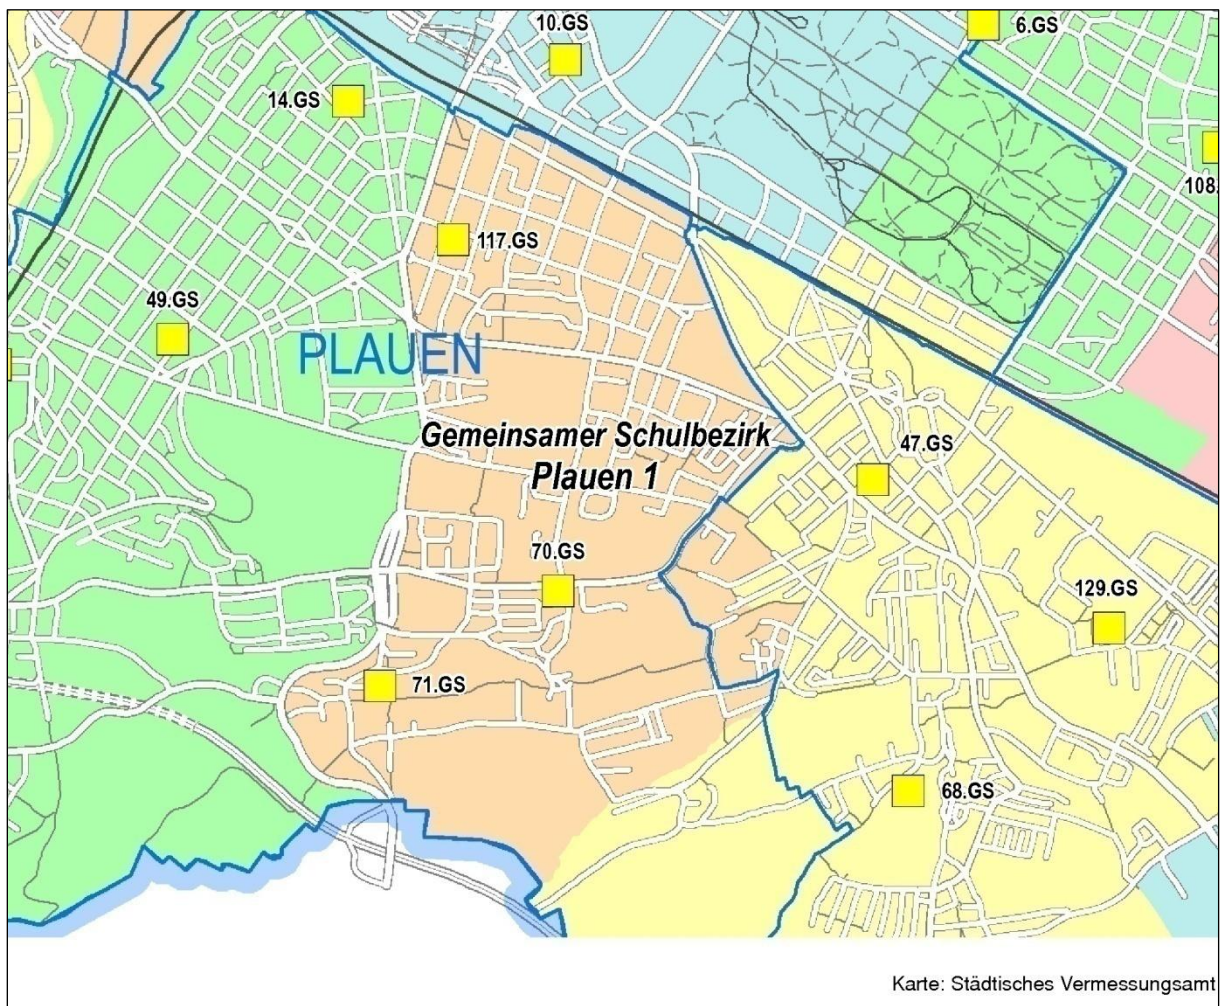 10.GS
6.GS
14.GS
108.
117.GS
49.GS
PLAUEN
Gemeinsamer Schulbezirk
Plauen 1
47.GS
70.GS
129.GS
71.GS
68.GS
Karte: Städtisches Vermessungsamt